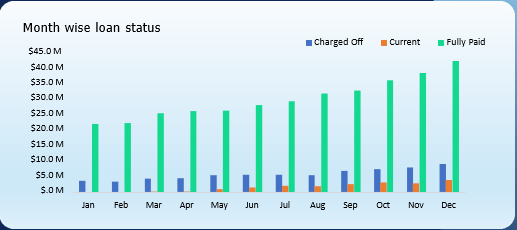 Month wise loan status
Charged Off Current Fully Paid
$45.0 M
$40.0 M
$35.0 M
$30.0 M
$25.0 M
$20.0 M
$15.0 M
$10.0 M
$5.0 M
$.0 M
Jan Feb Mar Apr May Jun Jul Aug Sep Oct Nov Dec